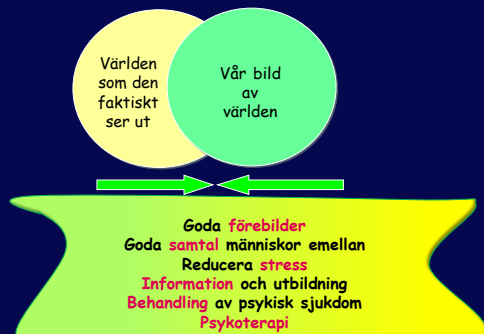 Världen
som den
faktiskt
ser ut
Vår bild
av
världen
Goda förebilder
Goda samtal människor emellan
Reducera stress
Information och utbildning
Behandling av psykisk sjukdom
Psykoterapi